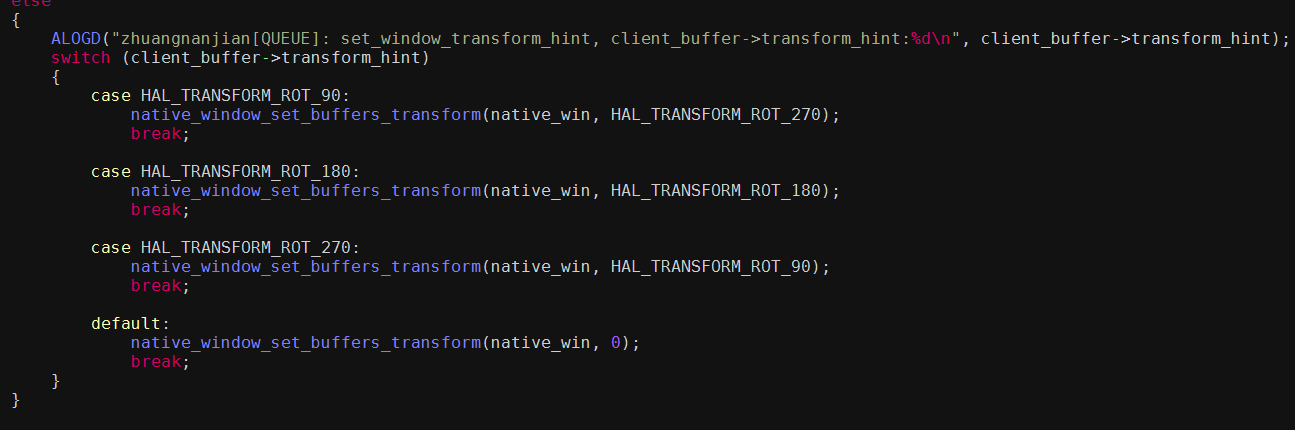 else
{
    ALOGD("zhuangnanjian[QUEUE]: set_window_transform_hint, client_buffer->transform_hint:%d\n", client_buffer->transform_hint);
    switch (client_buffer->transform_hint)
    {
        case HAL_TRANSFORM_ROT_90:
            native_window_set_buffers_transform(native_win, HAL_TRANSFORM_ROT_270);
            break;

        case HAL_TRANSFORM_ROT_180:
            native_window_set_buffers_transform(native_win, HAL_TRANSFORM_ROT_180);
            break;

        case HAL_TRANSFORM_ROT_270:
            native_window_set_buffers_transform(native_win, HAL_TRANSFORM_ROT_90);
            break;

        default:
            native_window_set_buffers_transform(native_win, 0);
            break;
    }
}